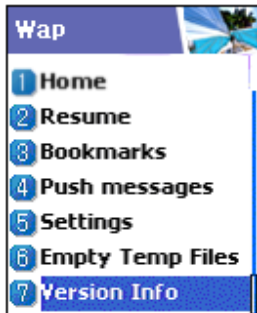 Wap
1 Home
2 Resume
3 Bookmarks
4 Push messages
5 Settings
6 Empty Temp Files
7 Version Info